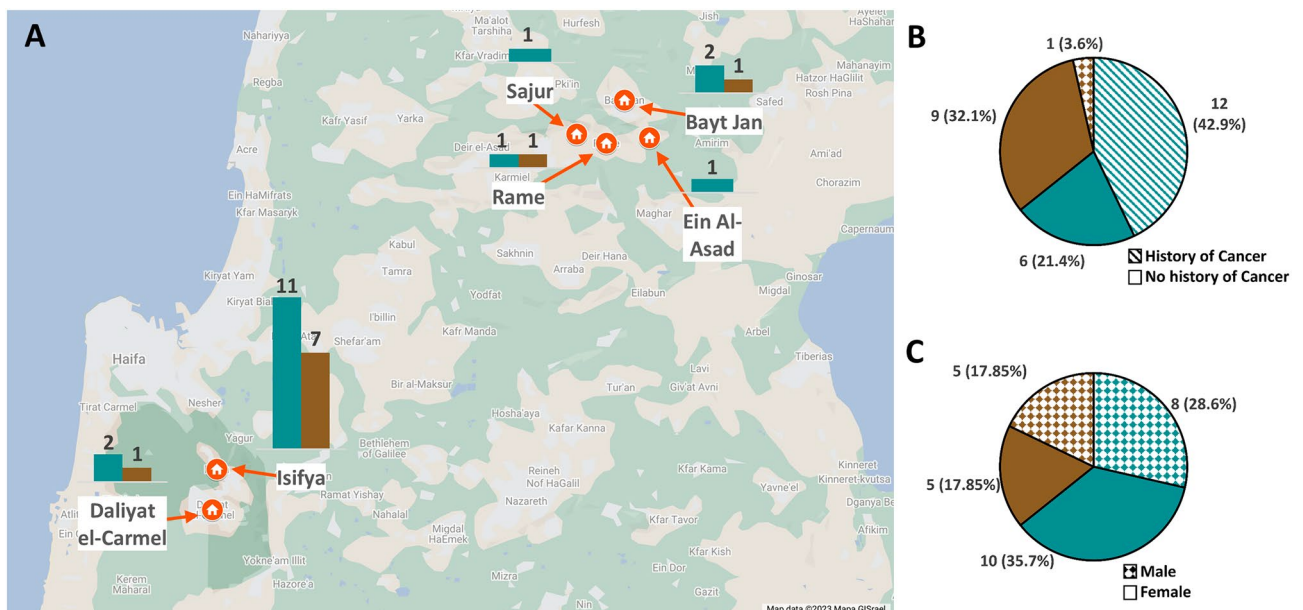 A
Nahariyya
Ma'alot
Tarshiha
Hurfesh
Jish
Kfar Vradim
1
Regba
Pki'in
2
1
HaShahar
Mahanayim
Hatzor HaGlilit
Rosh Pina
Safed
Sajur
Bayt Jan
Kfar Yasif
Yarka
Acre
Deir el-Asad
1
1
Karmiel
Amirim
Ami'ad
Rame
1
Chorazim
Ein HaMifrats
Kfar Masaryk
Maghar
Ein Al-
Asad
Capernaum
Kabul
Sakhnin
Deir Hana
Kiryat Yam
Tamra
Arraba
Ginosar
Migdal
11
Yodfat
Eilabun
I'billin
7
Shefar'am
Kafr Manda
Arbel
Haifa
Tiberias
Lavi
Bir al-Maksur
Tur'an
Giv'at Avni
Tirat Carmel
Nesher
Hosha'aya
Kafar Kanna
2
1
Yagur
Bethlehem
of Galilee
Isifya
Reineh
Nof HaGalil
Kfar Kama
Kinneret
Kinneret-kvutsa
Ramat Yishay
Nazareth
Yavne'el
Daliyat
el-Carmel
Nahalal
Kfar Tavor
Migdal
HaEmek
Afikim
Yokne'am Illit
Kfar Kish
Ein Dor
Kerem
Maharal
Hazore'a
Mizra
Gazit
Nin
Map data ©2023 Mapa GISrael
B
1 (3.6%)
9 (32.1%)
12
(42.9%)
6 (21.4%)
History of Cancer
No history of Cancer
C
5 (17.85%)
8 (28.6%)
5 (17.85%)
10 (35.7%)
Male
Female